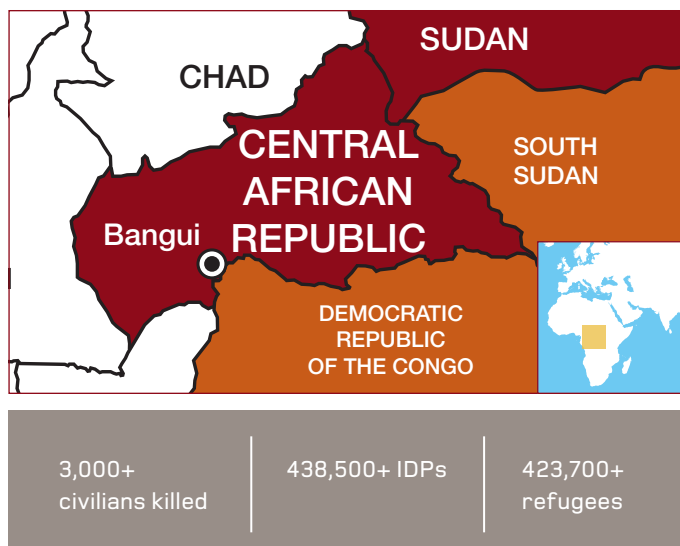 SUDAN
CHAD
CENTRAL
AFRICAN
REPUBLIC
SOUTH
SUDAN
Bangui
DEMOCRATIC
REPUBLIC
OF THE CONGO
3,000+
civilians killed
438,500+ IDPs
423,700+
refugees